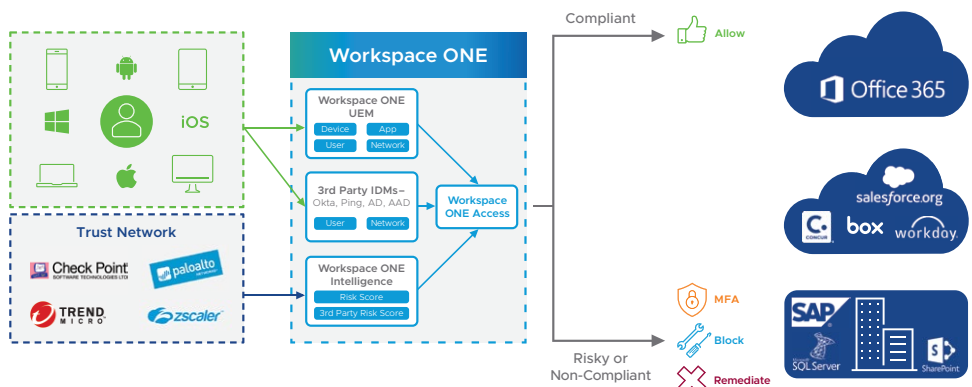 iOS
Trust Network
Check Point
SOFTWARE TECHNOLOGIES LTD
paloalto
TREND
MICRO
zscaler
Workspace ONE
Workspace ONE
UEM
Device
App
User
Network
3rd Party IDMs–
Okta, Ping, AD, AAD
User
Network
Workspace ONE
Intelligence
Risk Score
3rd Party Risk Score
Workspace
ONE Access
Compliant
Allow
Risky or
Non-Compliant
MFA
Block
Remediate
Office 365
salesforce.org
C.
CONCUR
box
workday.
SAP
Microsoft
SQL Server
S
SharePoint